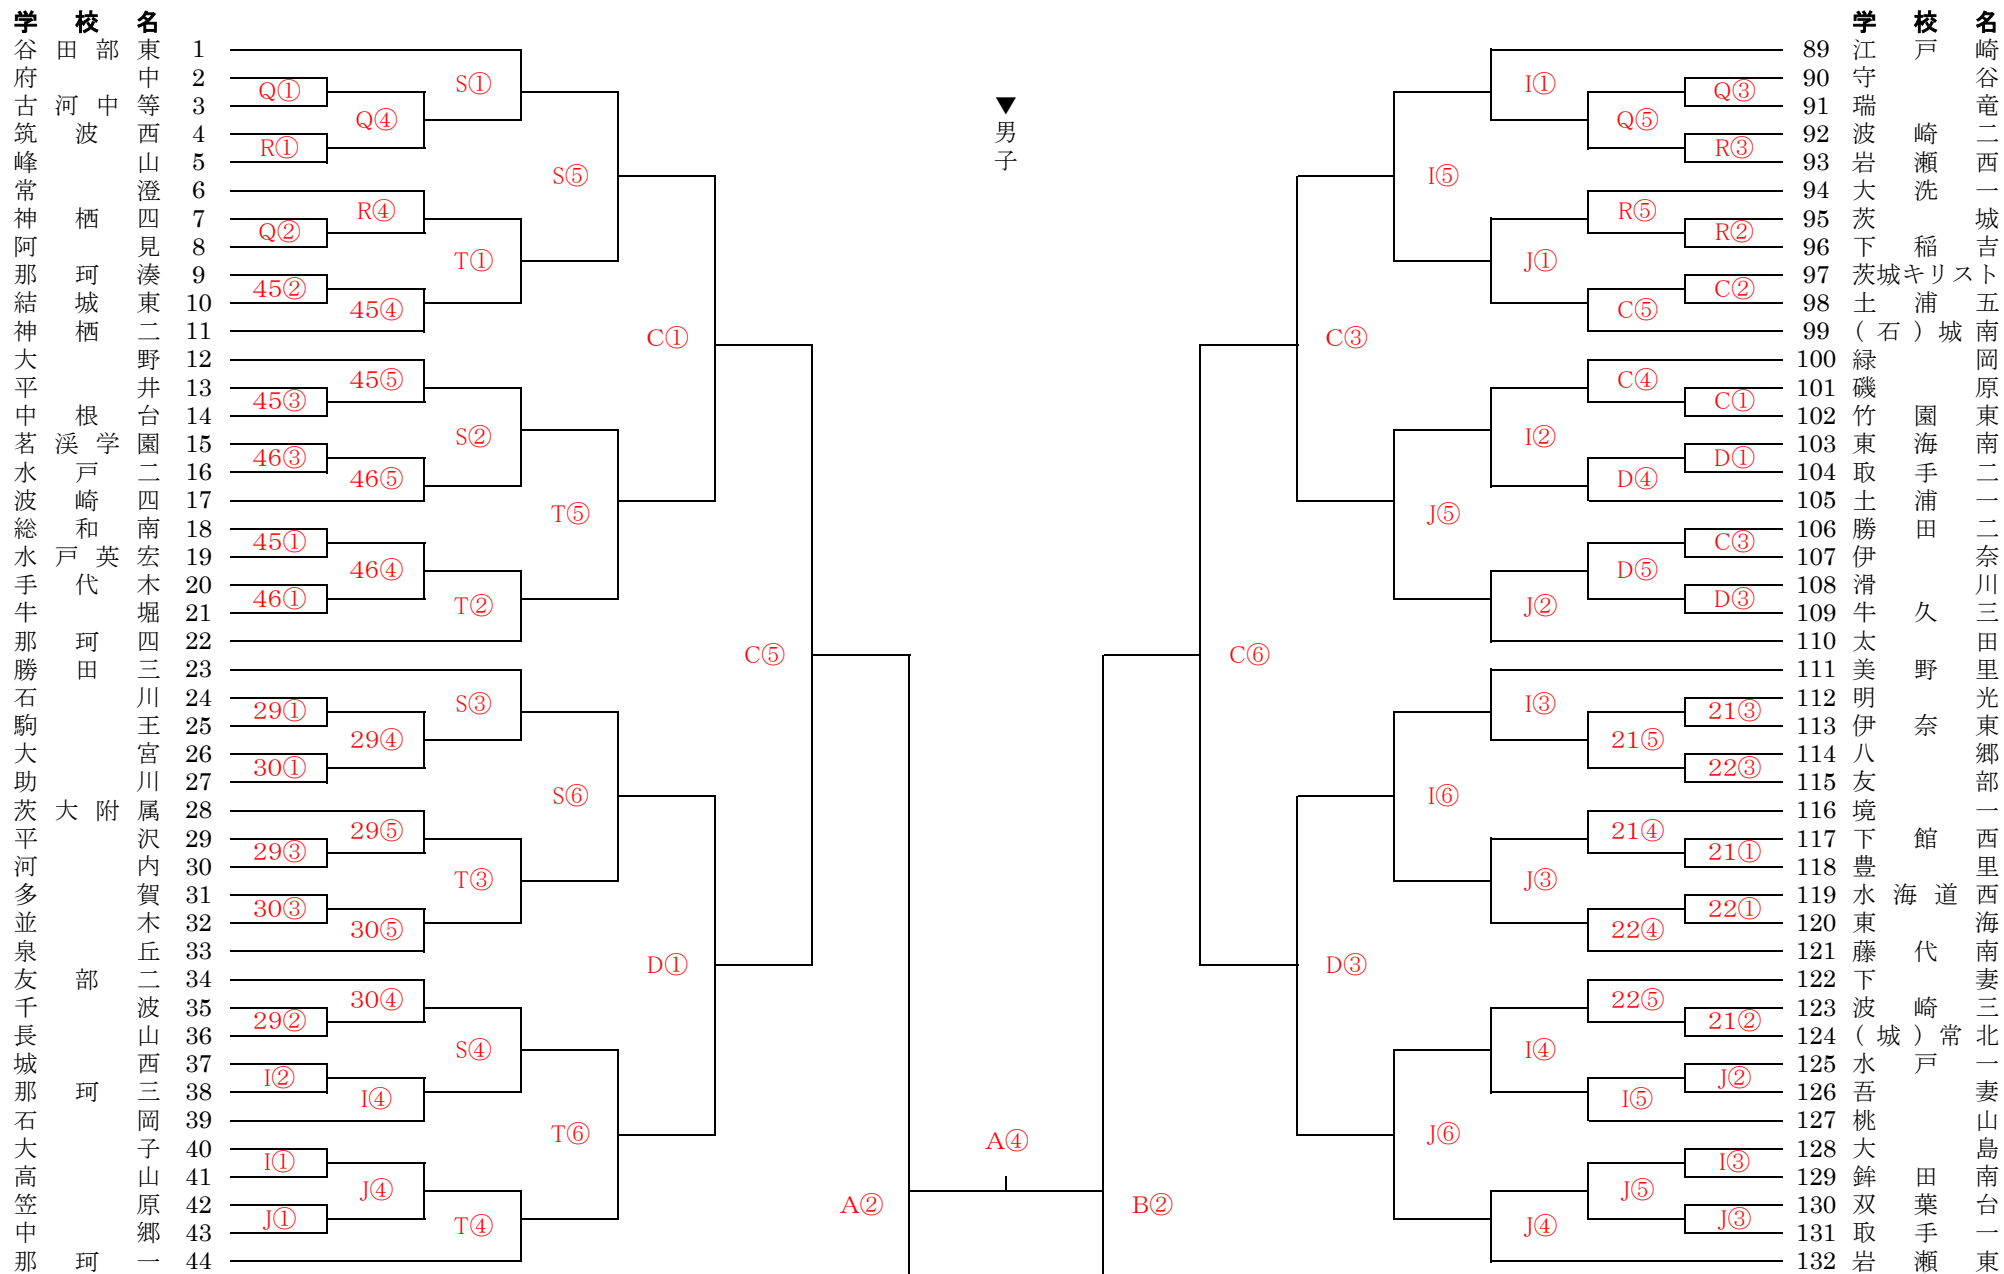 学校名
谷田部東 1
府中 2
古河中等 3
筑波西 4
峰山 5
常澄 6
神栖四 7
阿見 8
那珂湊 9
結城東 10
神栖二 11
大野 12
平井 13
中根台 14
茗渓学園 15
水戸二 16
波崎四 17
総和南 18
水戸英宏 19
手代木 20
牛堀 21
那珂四 22
勝田三 23
石川 24
駒王 25
大宮 26
助川 27
茨大附属 28
平沢 29
河内 30
多賀 31
並木 32
泉丘 33
友部二 34
千波 35
長山 36
城西 37
那珂三 38
石岡 39
大子 40
高山 41
笠原 42
中郷 43
那珂一 44
Q①
R①
Q②
45②
45③
46③
45①
46①
29①
30①
29③
30③
29②
I②
I①
J①
Q④
R④
45④
45⑤
46⑤
46④
29④
29⑤
30⑤
30④
I④
J④
S①
T①
S②
T②
S③
T③
S④
T④
S⑤
T⑤
S⑥
T⑥
C①
D①
C⑤
A②
▼男子
A④
B②
C⑥
C③
D③
I⑤
J⑤
I⑥
J⑥
I①
J①
I②
J②
I③
J③
I④
J④
Q⑤
R⑤
C⑤
C④
D④
D⑤
21⑤
21④
22④
22⑤
I⑤
J⑤
Q③
R③
R②
C②
C①
D①
C③
D③
21③
22③
21①
22①
21②
J②
I③
J③
学校名
89 江戸崎
90 守谷
91 瑞竜
92 波崎二
93 岩瀬西
94 大洗一
95 茨城
96 下稲吉
97 茨城キリスト
98 土浦五
99 (石)城南
100 緑岡
101 磯原
102 竹園東
103 東海南
104 取手二
105 土浦一
106 勝田二
107 伊奈
108 滑川
109 牛久三
110 太田
111 美野里
112 明光
113 伊奈東
114 八郷
115 友部
116 境一
117 下館西
118 豊里
119 水海道西
120 東海
121 藤代南
122 下妻
123 波崎三
124 (城)常北
125 水戸一
126 吾妻
127 桃山
128 大島
129 鉾田南
130 双葉台
131 取手一
132 岩瀬東